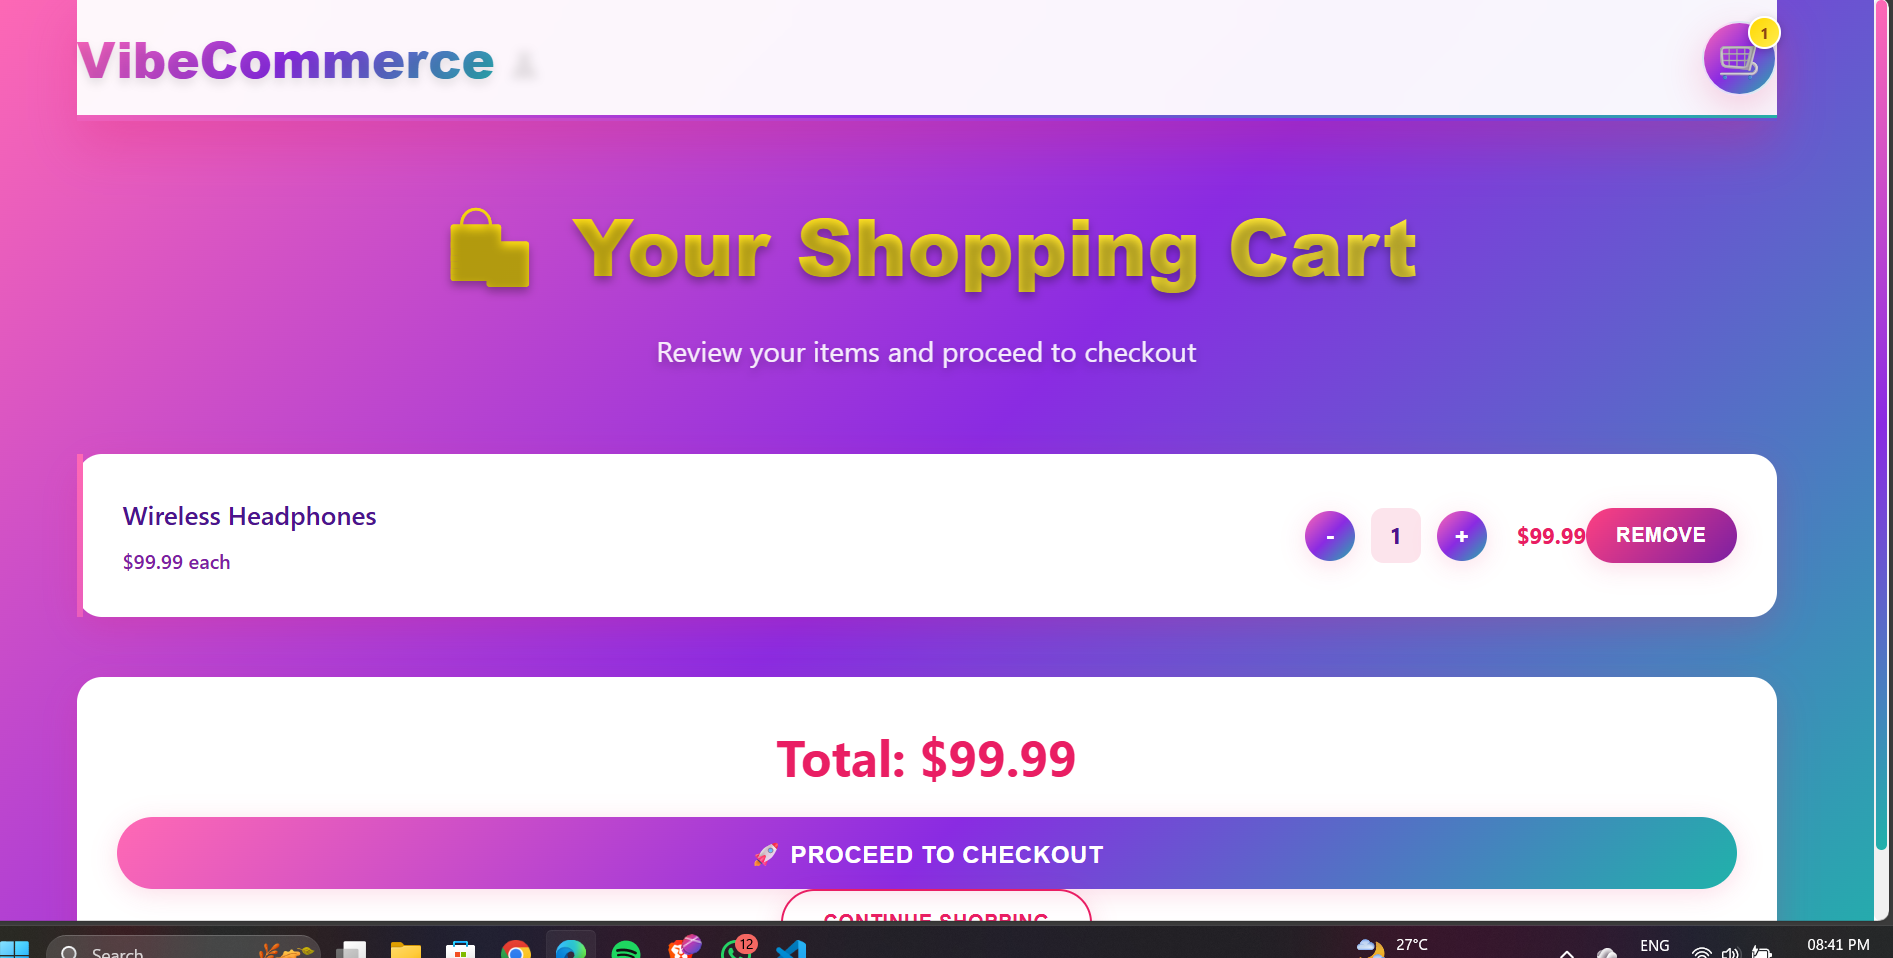 VibeCommerce
1
Your Shopping Cart
Review your items and proceed to checkout
Wireless Headphones
$99.99 each
-
1
+
$99.99
REMOVE
Total: $99.99
🚀 PROCEED TO CHECKOUT
CONTINUE SHOPPING
Search
12
27°C
ENG
08:41 PM